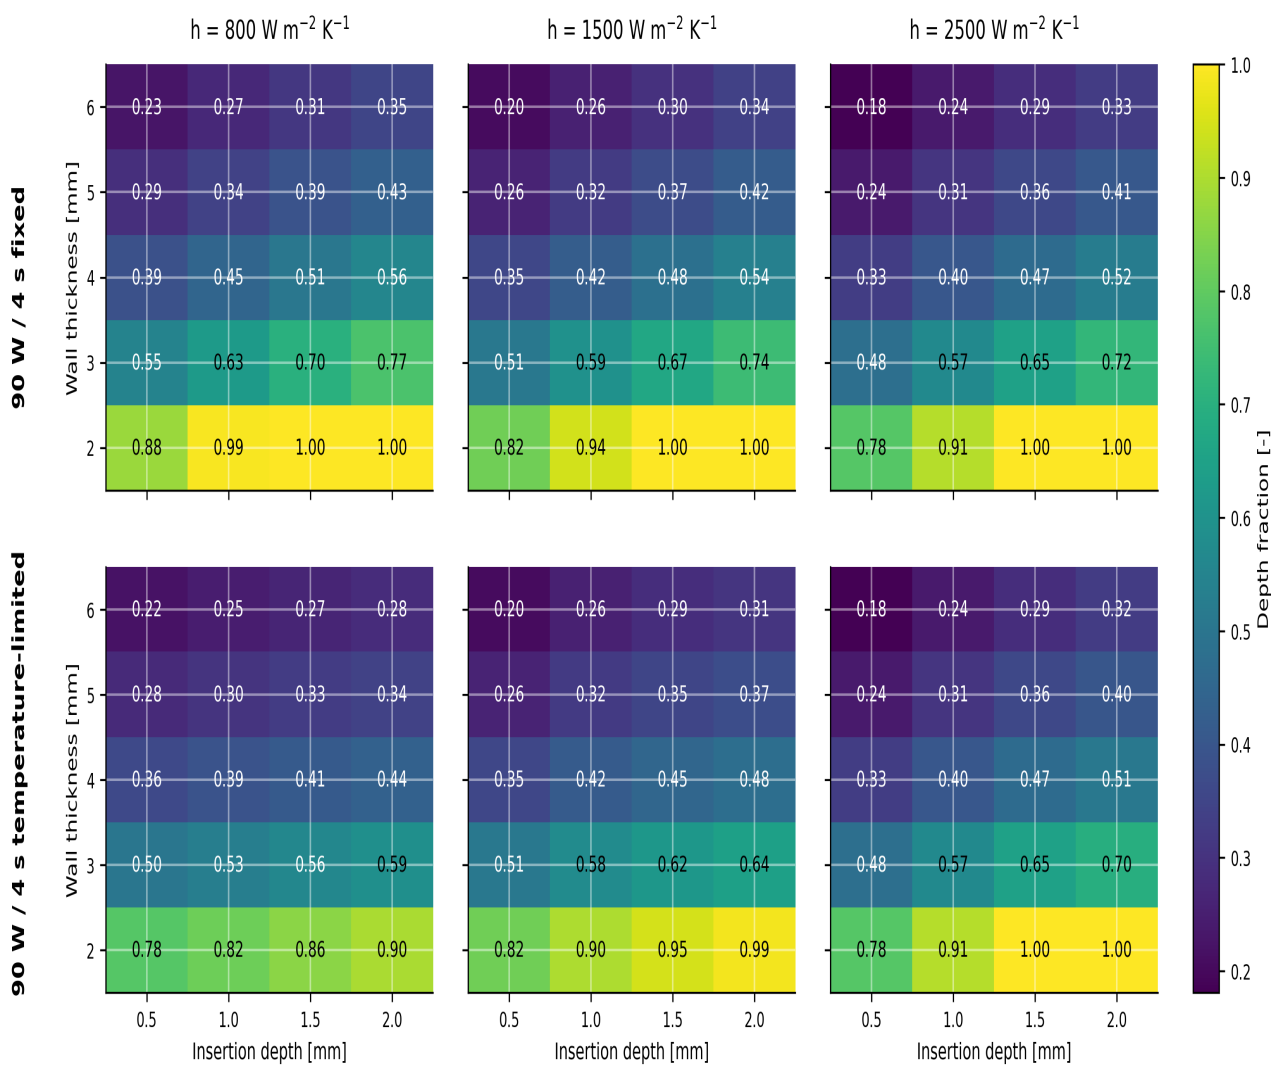 h = 800 W m⁻² K⁻¹ h = 1500 W m⁻² K⁻¹ h = 2500 W m⁻² K⁻¹
90 W / 4 s fixed
Wall thickness [mm]
6 0.23 0.27 0.31 0.35 0.20 0.26 0.30 0.34 0.18 0.24 0.29 0.33
5 0.29 0.34 0.39 0.43 0.26 0.32 0.37 0.42 0.24 0.31 0.36 0.41
4 0.39 0.45 0.51 0.56 0.35 0.42 0.48 0.54 0.33 0.40 0.47 0.52
3 0.55 0.63 0.70 0.77 0.51 0.59 0.67 0.74 0.48 0.57 0.65 0.72
2 0.88 0.99 1.00 1.00 0.82 0.94 1.00 1.00 0.78 0.91 1.00 1.00
90 W / 4 s temperature-limited
Wall thickness [mm]
6 0.22 0.25 0.27 0.28 0.20 0.26 0.29 0.31 0.18 0.24 0.29 0.32
5 0.28 0.30 0.33 0.34 0.26 0.32 0.35 0.37 0.24 0.31 0.36 0.40
4 0.36 0.39 0.41 0.44 0.35 0.42 0.45 0.48 0.33 0.40 0.47 0.51
3 0.50 0.53 0.56 0.59 0.51 0.58 0.62 0.64 0.48 0.57 0.65 0.70
2 0.78 0.82 0.86 0.90 0.82 0.90 0.95 0.99 0.78 0.91 1.00 1.00
0.5 1.0 1.5 2.0 0.5 1.0 1.5 2.0 0.5 1.0 1.5 2.0
Insertion depth [mm] Insertion depth [mm] Insertion depth [mm]
1.0
0.9
0.8
0.7
0.6
0.5
0.4
0.3
0.2
Depth fraction [-]